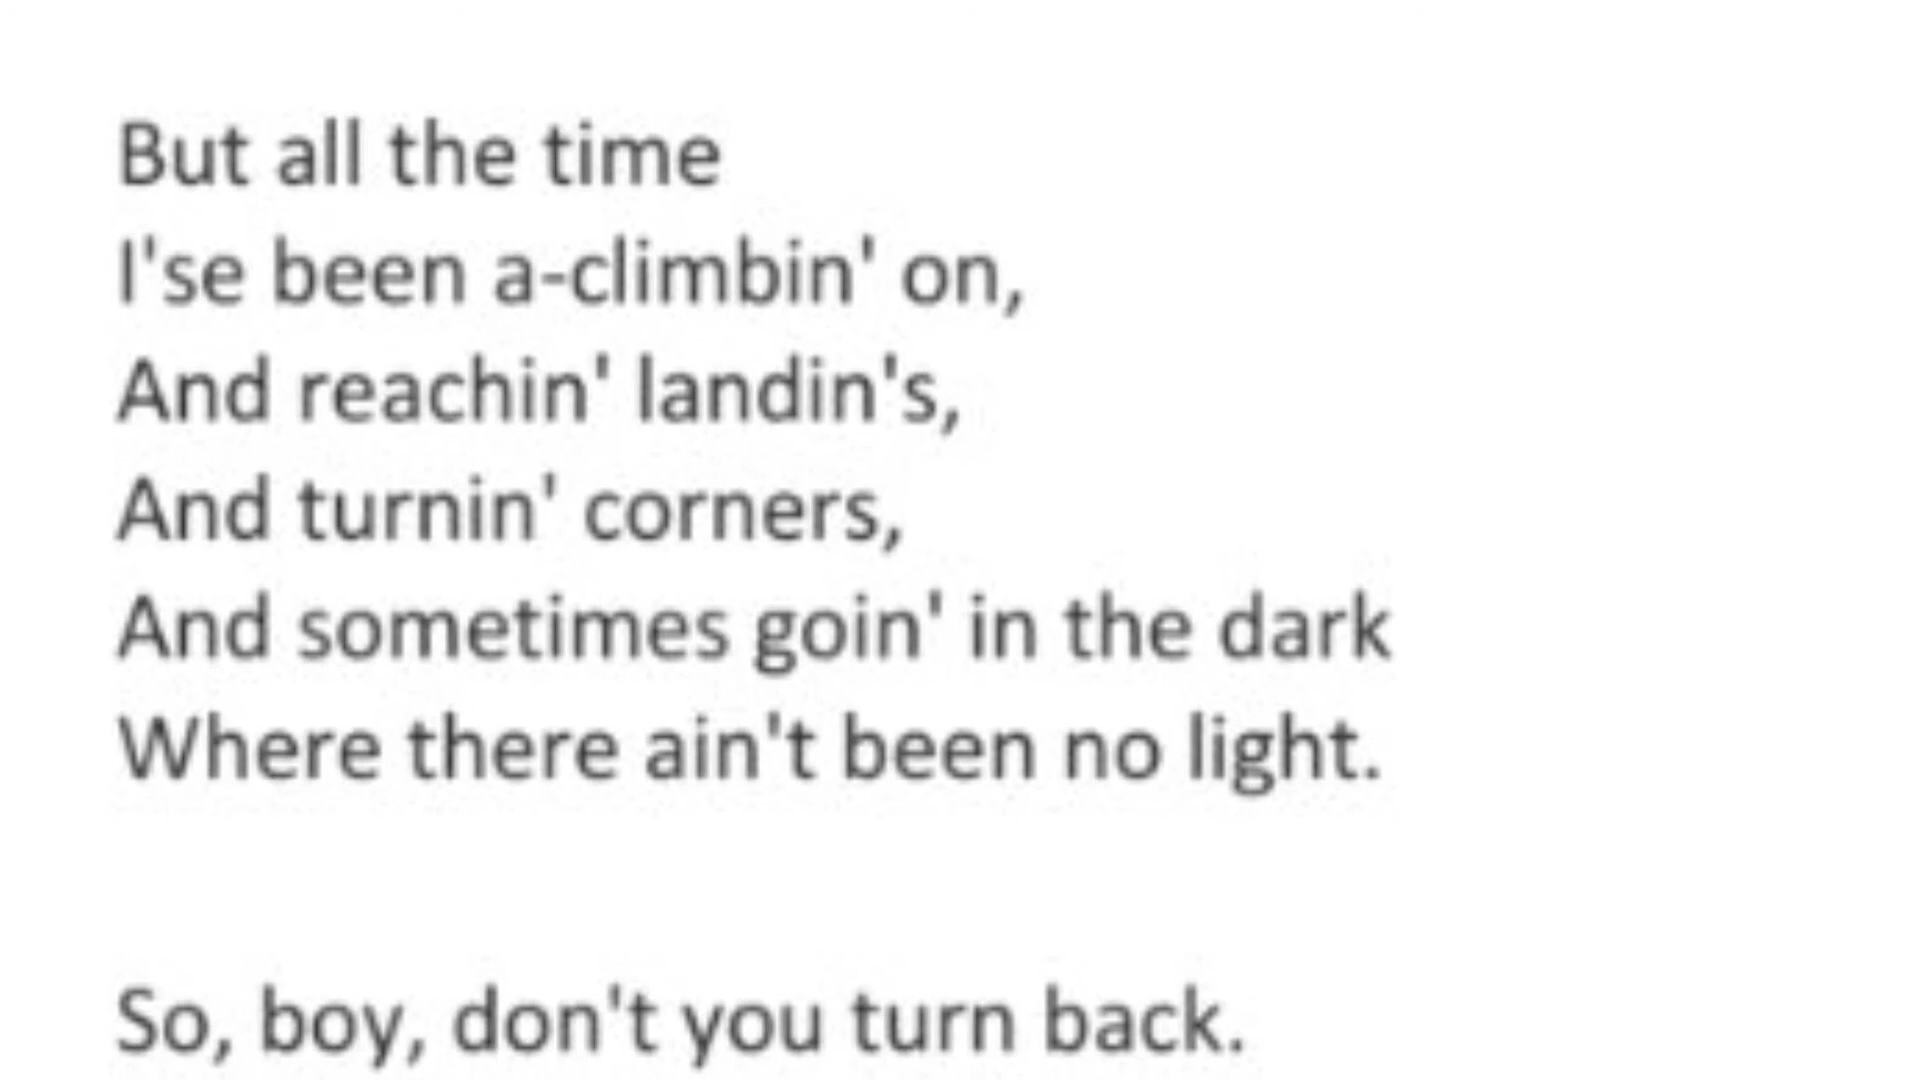 But all the time
I'se been a-climbin' on,
And reachin' landin's,
And turnin' corners,
And sometimes goin' in the dark
Where there ain't been no light.
So, boy, don't you turn back.